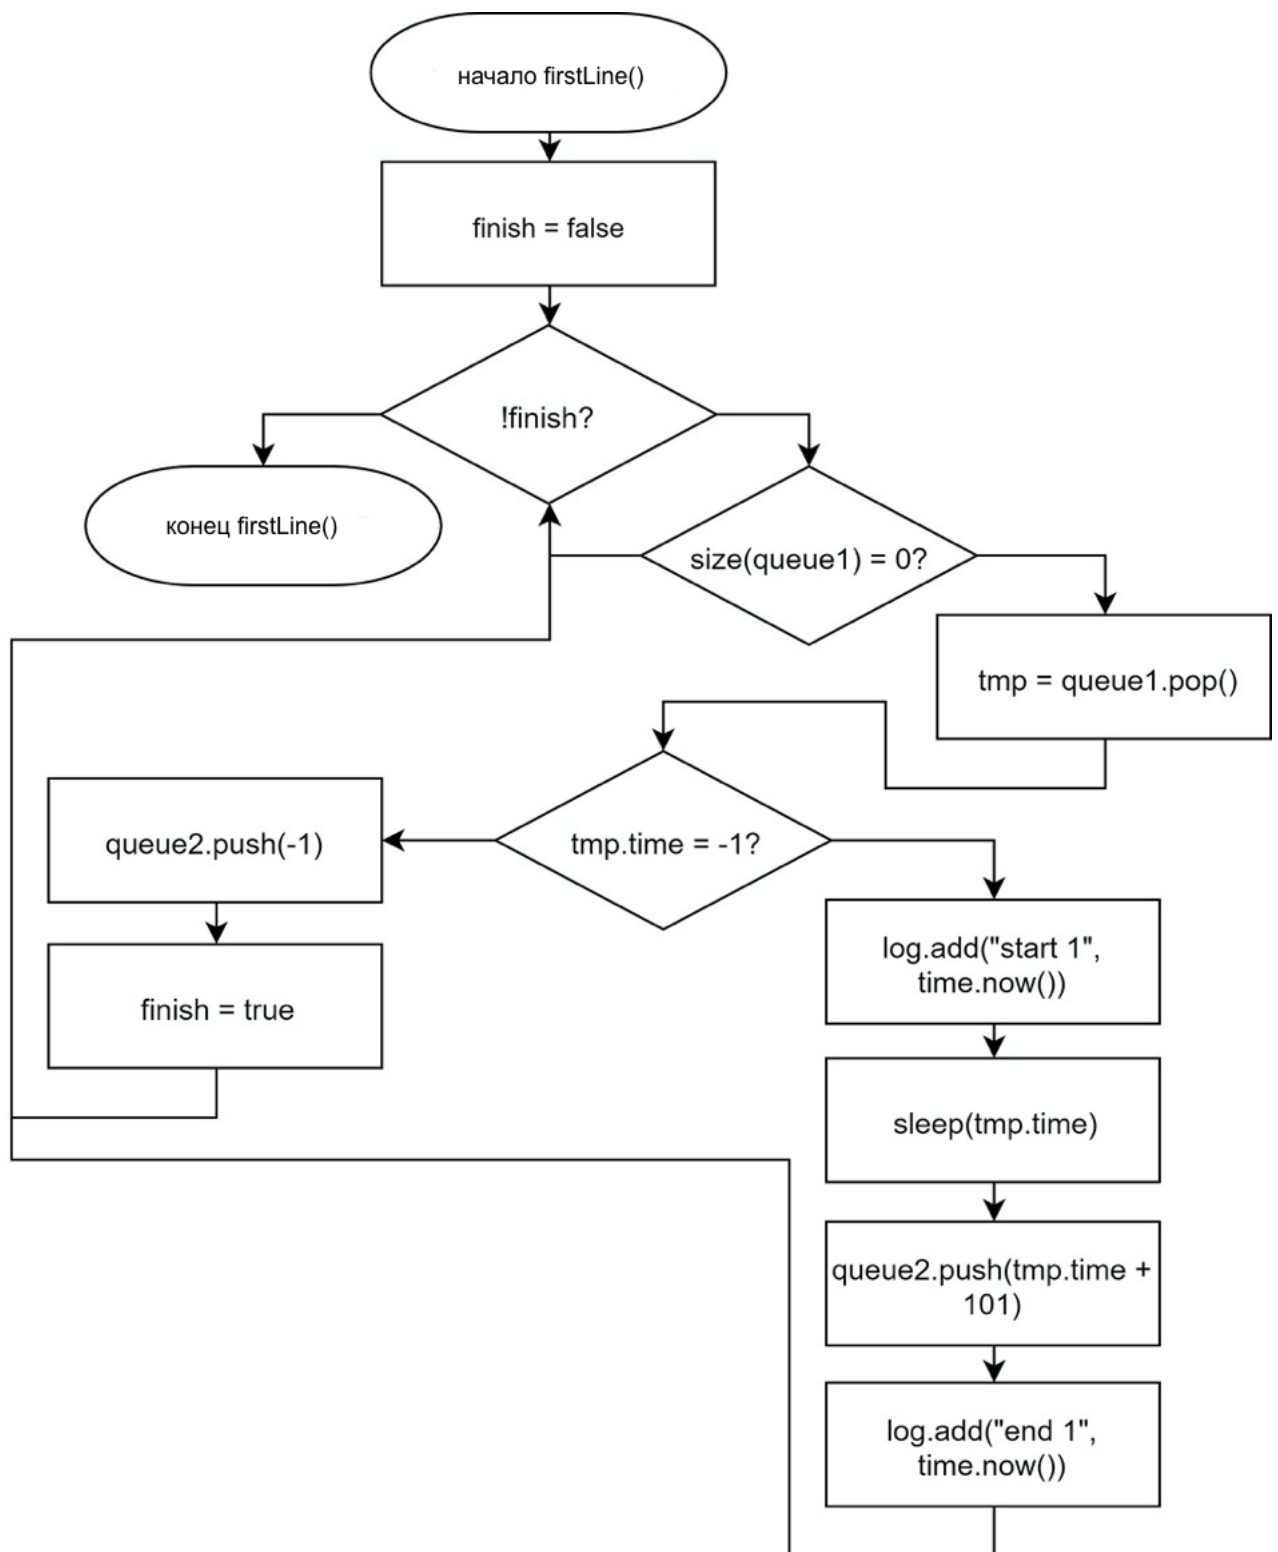 начало firstLine()
finish = false
!finish?
конец firstLine()
size(queue1) = 0?
tmp = queue1.pop()
queue2.push(-1)
tmp.time = -1?
finish = true
log.add("start 1",
time.now())
sleep(tmp.time)
queue2.push(tmp.time +
101)
log.add("end 1",
time.now())